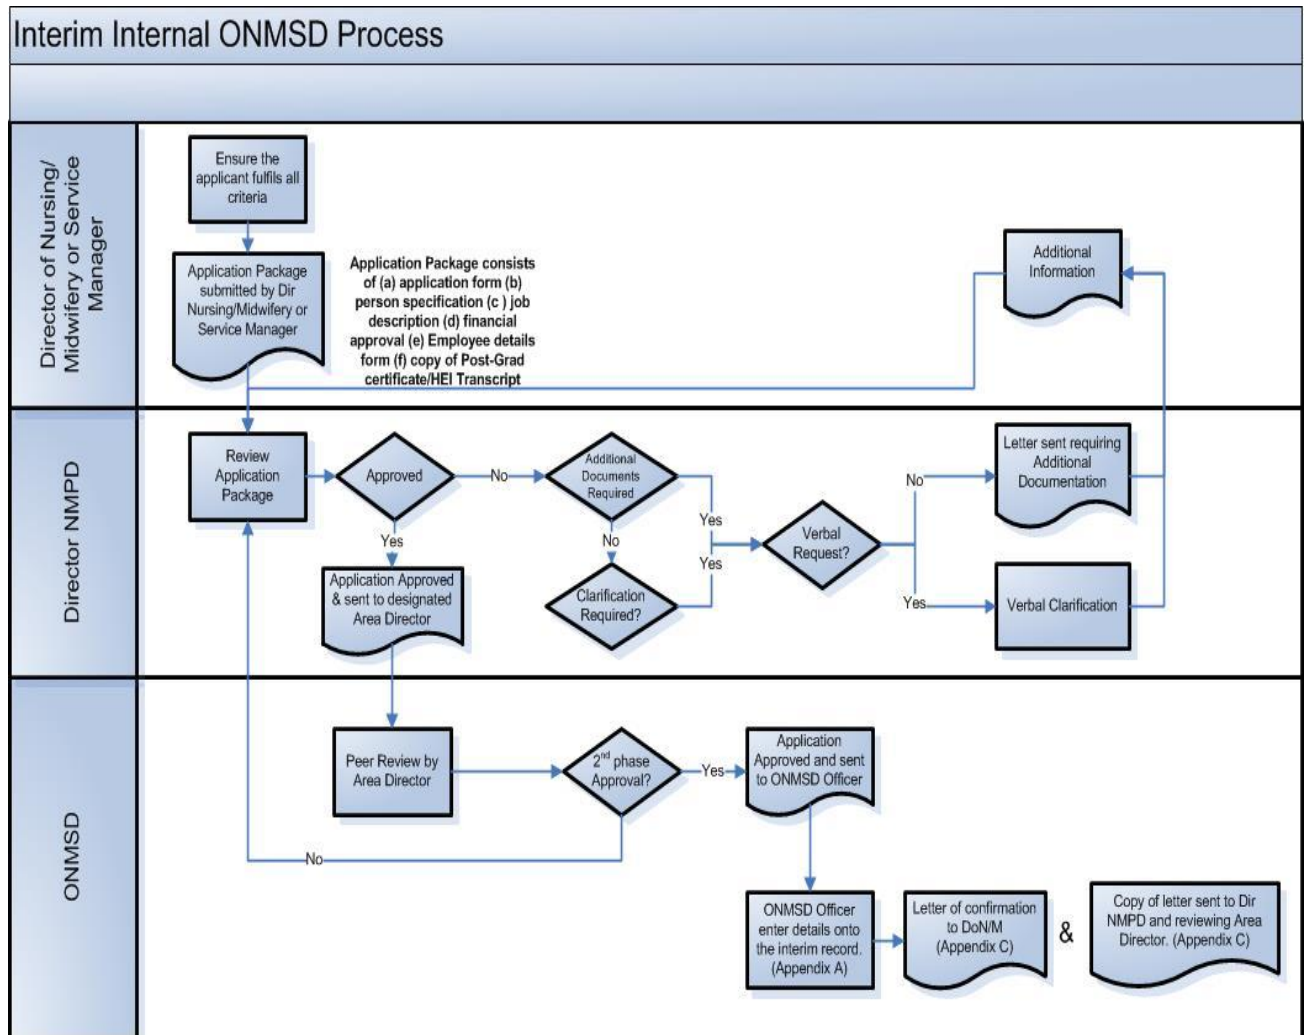 Interim Internal ONMSD Process
Director of Nursing/
Midwifery or Service
Manager
Ensure the
applicant fulfils all
criteria
Application Package
submitted by Dir
Nursing/Midwifery or
Service Manager
Application Package consists
of (a) application form (b)
person specification (c ) job
description (d) financial
approval (e) Employee details
form (f) copy of Post-Grad
certificate/HEI Transcript
Additional
Information
Director NMPD
Review
Application
Package
Approved
No
Additional
Documents
Required
Yes
No
Yes
Yes
Clarification
Required?
Verbal
Request?
No
Letter sent requiring
Additional
Documentation
Yes
Verbal Clarification
Application Approved
& sent to designated
Area Director
ONMSD
Peer Review by
Area Director
2nd phase
Approval?
Yes
Application
Approved and sent
to ONMSD Officer
No
ONMSD Officer
enter details onto
the interim record.
(Appendix A)
Letter of confirmation
to DoN/M
(Appendix C)
&
Copy of letter sent to Dir
NMPD and reviewing Area
Director. (Appendix C)